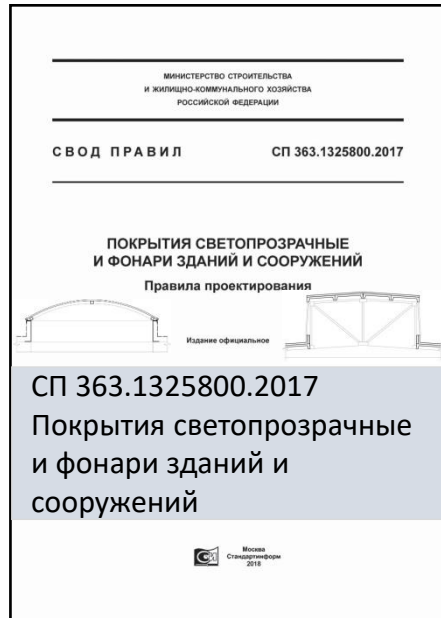 МИНИСТЕРСТВО СТРОИТЕЛЬСТВА
И ЖИЛИЩНО-КОММУНАЛЬНОГО ХОЗЯЙСТВА
РОССИЙСКОЙ ФЕДЕРАЦИИ
СВОД ПРАВИЛ СП 363.1325800.2017
ПОКРЫТИЯ СВЕТОПРОЗРАЧНЫЕ
И ФОНАРИ ЗДАНИЙ И СООРУЖЕНИЙ
Правила проектирования
Издание официальное
СП 363.1325800.2017
Покрытия светопрозрачные
и фонари зданий и
сооружений
Москва
Стандартинформ
2018